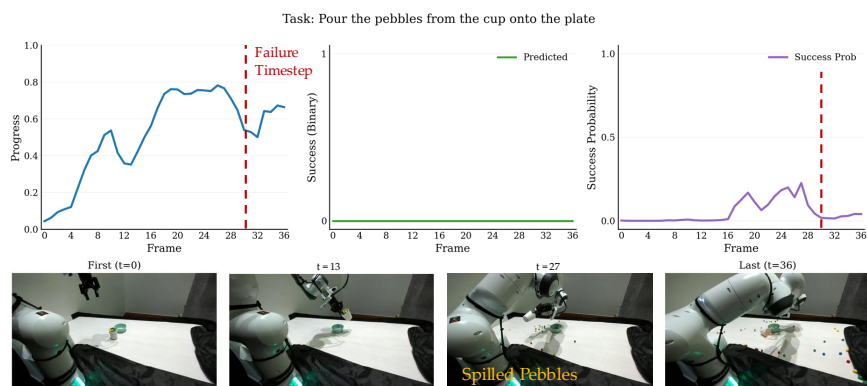 Task: Pour the pebbles from the cup onto the plate
1.0
0.8
0.6
0.4
0.2
0.0
Progress
0 4 8 12 16 20 24 28 32 36
Frame
Failure
Timestep
1
0
Success (Binary)
Predicted
0 4 8 12 16 20 24 28 32 36
Frame
1.0
0.5
0.0
Success Probability
Success Prob
0 4 8 12 16 20 24 28 32 36
Frame
First (t=0)
t=13
t=27
Last (t=36)
Spilled Pebbles